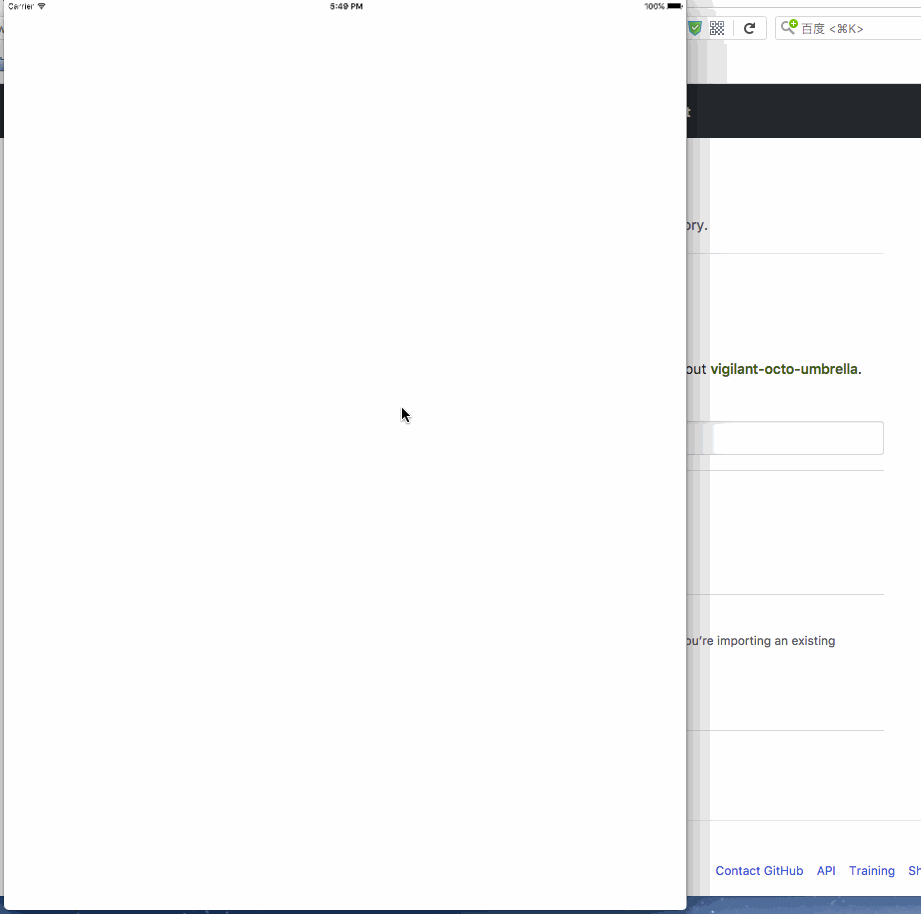 Carrier 5:49 PM 100%
百度 <⌘K>
ory.
out vigilant-octo-umbrella.
ou're importing an existing
Contact GitHub API Training Sh